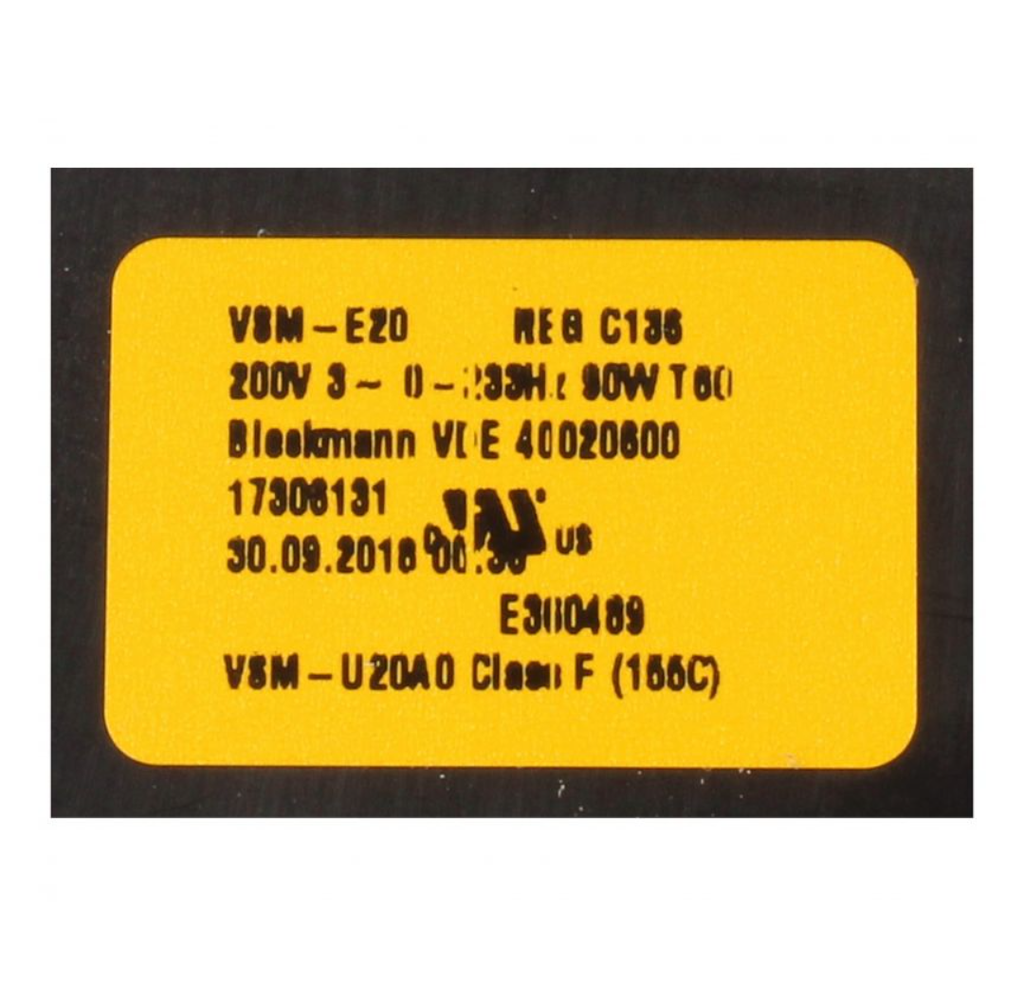 VSM-E20 REG C136
200V 3~ 0-233Hz 90W T60
Bleckmann VDE 40020600
17306131
30.09.2016
US
VSM-U20A0 Class F (155C)